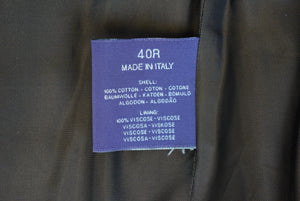 40R
MADE IN ITALY
SHELL:
100% COTTON - COTON - COTONE
BAUMWOLLE - KATOEN - BOMULD
ALGODON - ALGODÃO
LINING:
100% VISCOSE - VISCOSE
VISCOSA - VISKOSE
VISCOSE - VISCOSE
VISCOSA - VISCOSE